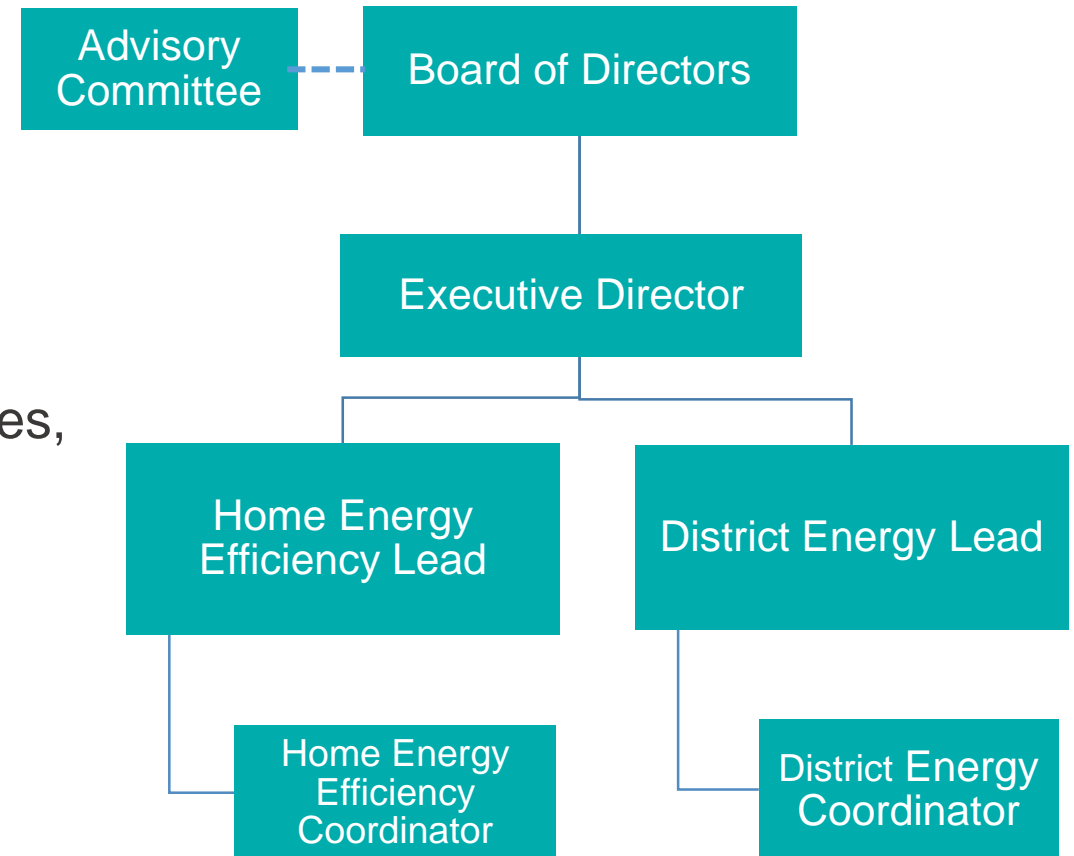 Advisory
Committee
Board of Directors
Executive Director
es,
Home Energy
Efficiency Lead
District Energy Lead
Home Energy
Efficiency
Coordinator
District Energy
Coordinator